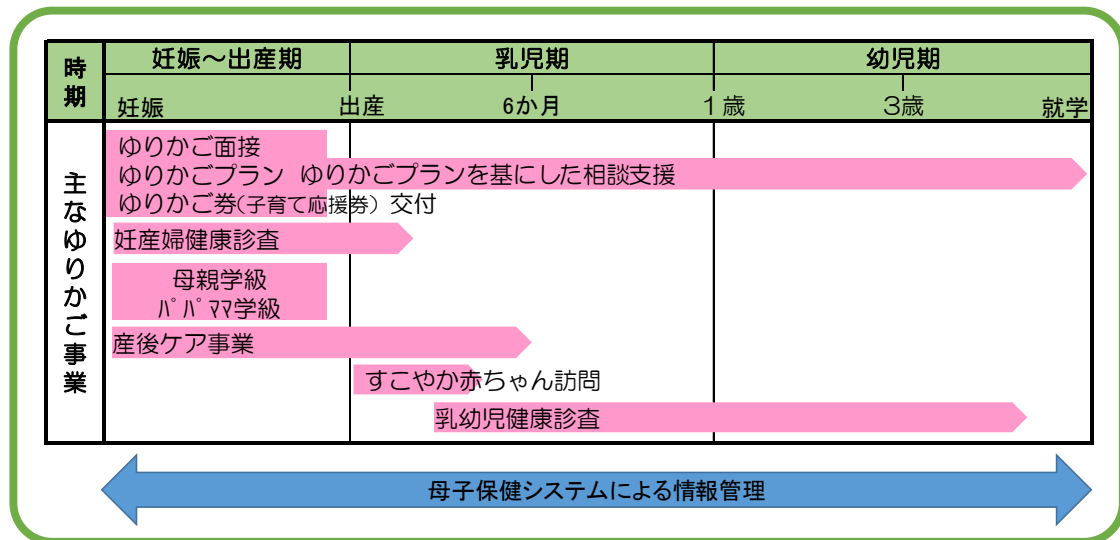 時期
妊娠～出産期 乳児期 幼児期
妊娠 出産 6か月 1歳 3歳 就学
主なゆりかご事業
ゆりかご面接
ゆりかごプラン ゆりかごプランを基にした相談支援
ゆりかご券(子育て応援券) 交付
妊産婦健康診査
母親学級
ﾊﾟﾊﾟﾏﾏ学級
産後ケア事業
すこやか赤ちゃん訪問
乳幼児健康診査
母子保健システムによる情報管理